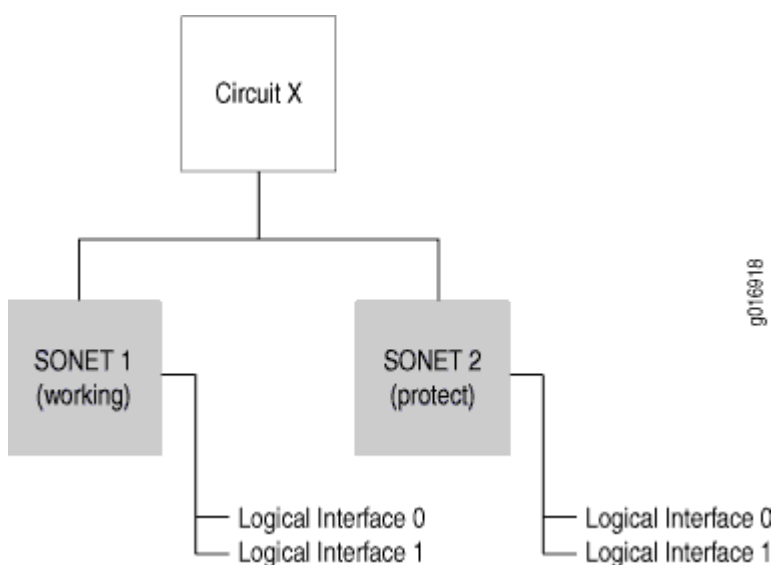 Circuit X
SONET 1
(working)
SONET 2
(protect)
Logical Interface 0
Logical Interface 1
Logical Interface 0
Logical Interface 1
g016918